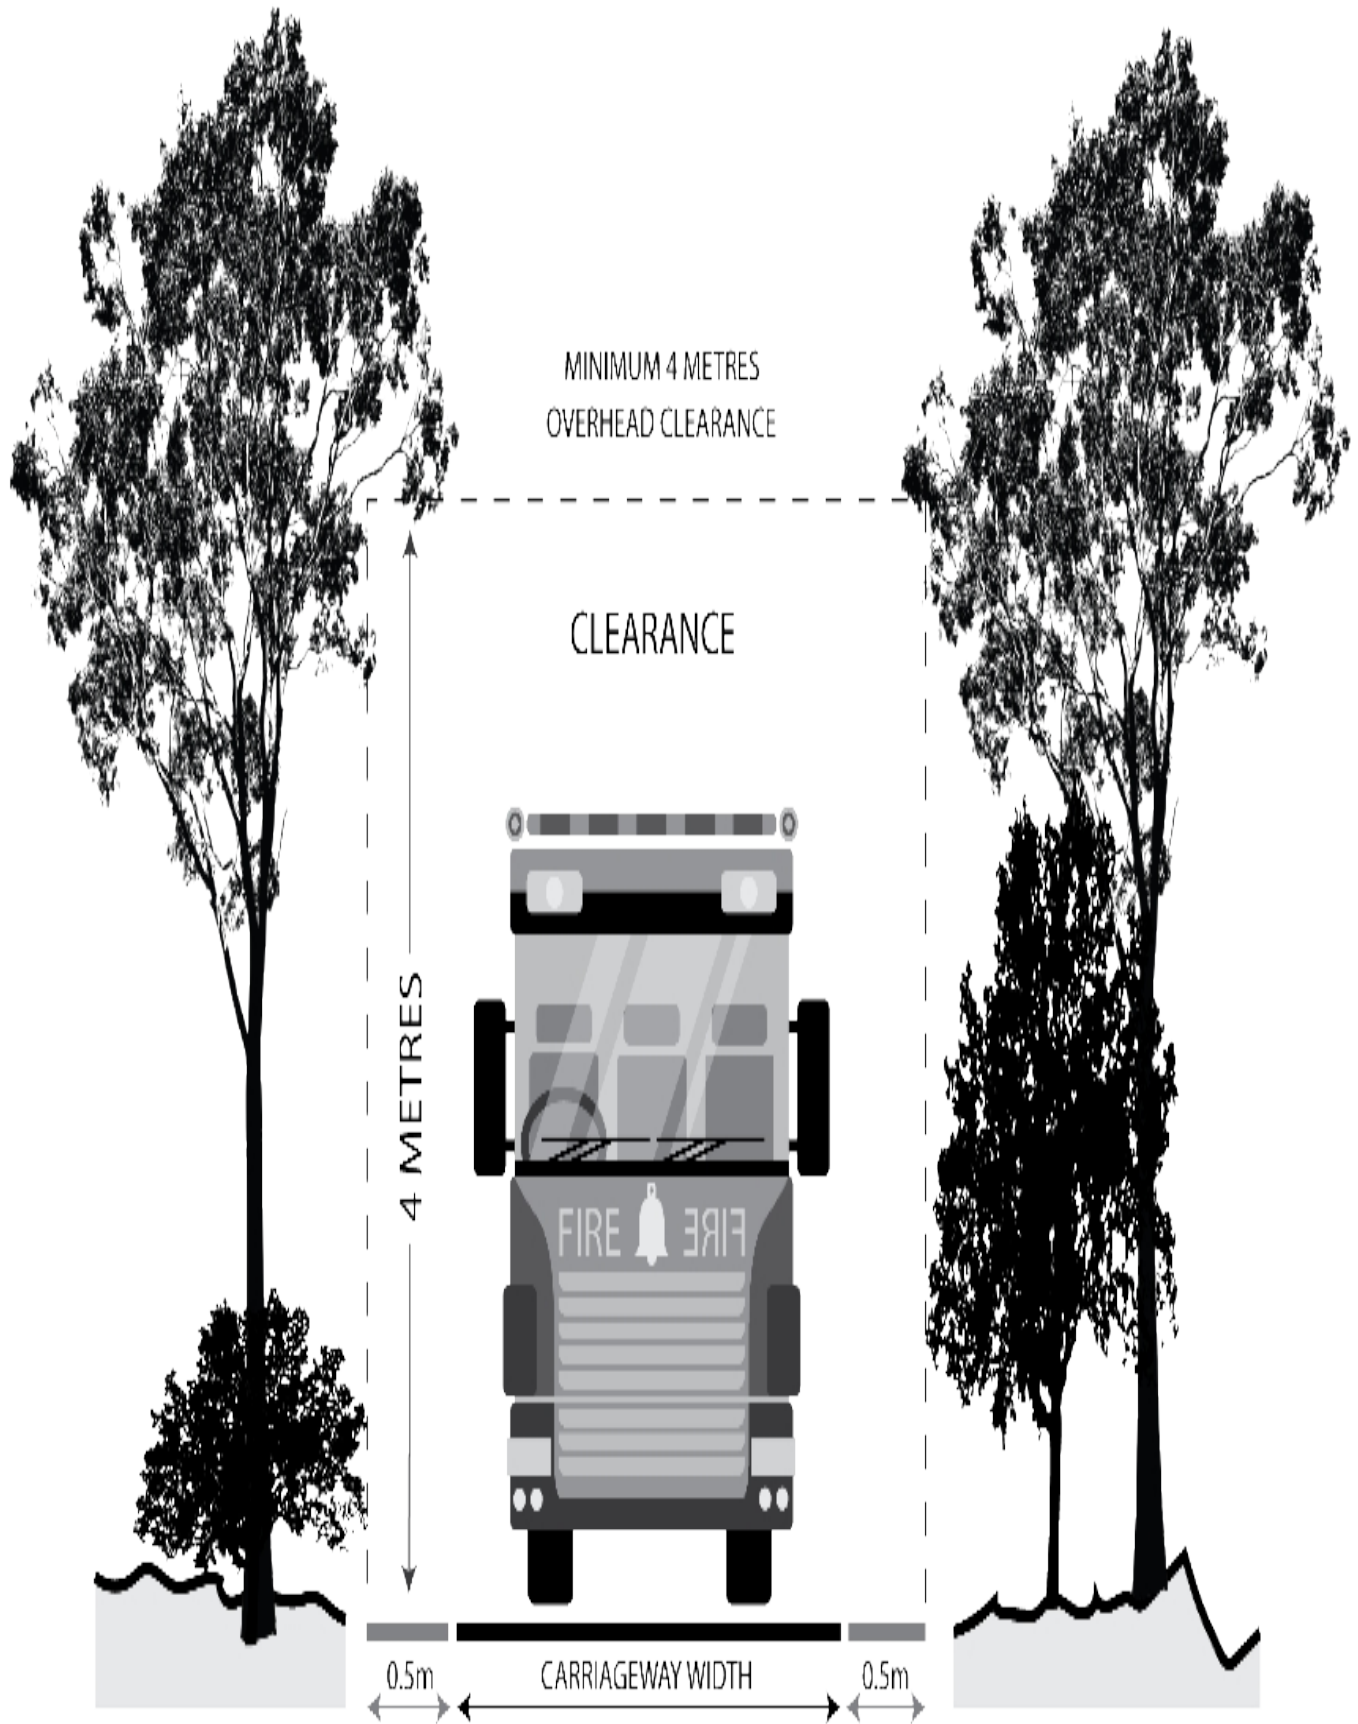 MINIMUM 4 METRES
OVERHEAD CLEARANCE
CLEARANCE
4 METRES
FIRE FIRE
0.5m CARRIAGEWAY WIDTH 0.5m